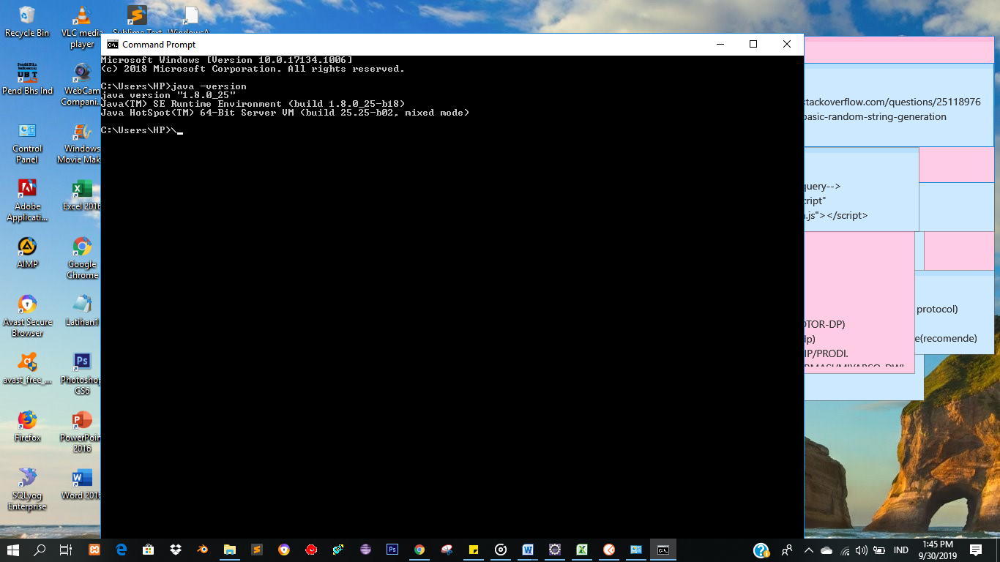 Recycle Bin
VLC media
player
Sublime Text
WindowsA
Pend Bhs Ind
WebCam
Compani...
Control
Panel
Windows
Movie Mak
Adobe
Applicati...
Excel 2016
AIMP
Google
Chrome
Avast Secure
Browser
Latihan1
avast_free_...
Photoshop
CS6
Firefox
PowerPoin
2016
SQLyog
Enterprise
Word 2016
Command Prompt
Microsoft Windows [Version 10.0.17134.1006]
(c) 2018 Microsoft Corporation. All rights reserved.
C:\Users\HP>java -version
java version "1.8.0_25"
Java(TM) SE Runtime Environment (build 1.8.0_25-b18)
Java HotSpot(TM) 64-Bit Server VM (build 25.25-b02, mixed mode)
C:\Users\HP>\_
stackoverflow.com/questions/25118976
basic-random-string-generation
query-->
cript"
.js"></script>
protocol)
OTOR-DP)
lp)
e(recomende)
IP/PRODI.
IND
1:45 PM
9/30/2019